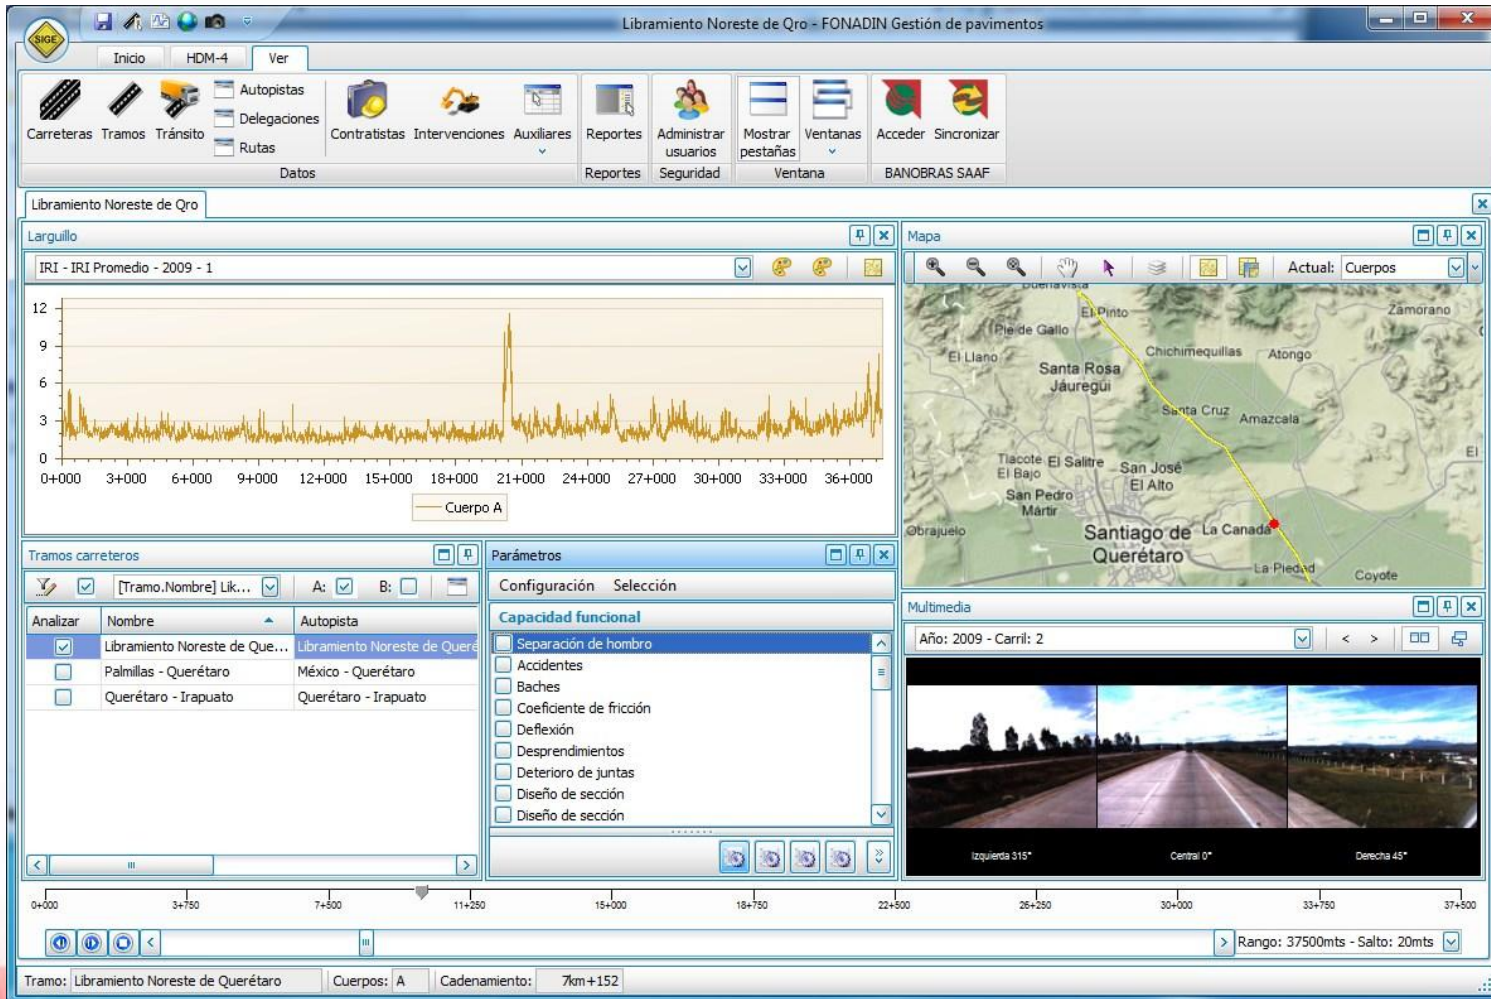 Libramiento Noreste de Qro - FONADIN Gestión de pavimentos
SIGE
Inicio HDM-4 Ver
Carreteras Tramos Tránsito
Autopistas
Delegaciones
Rutas
Contratistas Intervenciones Auxiliares
Reportes
Administrar usuarios
Mostrar pestañas
Ventanas
Acceder Sincronizar
Datos Reportes Seguridad Ventana BANOBRAS SAAF
Libramiento Noreste de Qro
Larguillo
IRI - IRI Promedio - 2009 - 1
12
9
6
3
0
0+000 3+000 6+000 9+000 12+000 15+000 18+000 21+000 24+000 27+000 30+000 33+000 36+000
Cuerpo A
Mapa
Actual: Cuerpos
Buenavista
El Pinto
Zamorano
Pie de Gallo
Chichimequillas
Atongo
El Llano
Santa Rosa
Jáuregui
Santa Cruz
Amazcala
Tlacote
El Bajo
El Salitre
San José
El Alto
El
San Pedro
Mártir
Obrajuelo
Santiago de
Querétaro
La Cañada
La Piedad
Coyote
Tramos carreteros
[Tramo.Nombre] Lik... A: B:
Analizar Nombre Autopista
Libramiento Noreste de Que... Libramiento Noreste de Queré
Palmillas - Querétaro México - Querétaro
Querétaro - Irapuato Querétaro - Irapuato
Parámetros
Configuración Selección
Capacidad funcional
Separación de hombro
Accidentes
Baches
Coeficiente de fricción
Deflexión
Desprendimientos
Deterioro de juntas
Diseño de sección
Diseño de sección
Multimedia
Año: 2009 - Carril: 2 < >
Izquierda 315° Central 0° Derecha 45°
0+000 3+750 7+500 11+250 15+000 18+750 22+500 26+250 30+000 33+750 37+500
Rango: 37500mts - Salto: 20mts
Tramo: Libramiento Noreste de Querétaro Cuerpos: A Cadenamiento: 7km+152